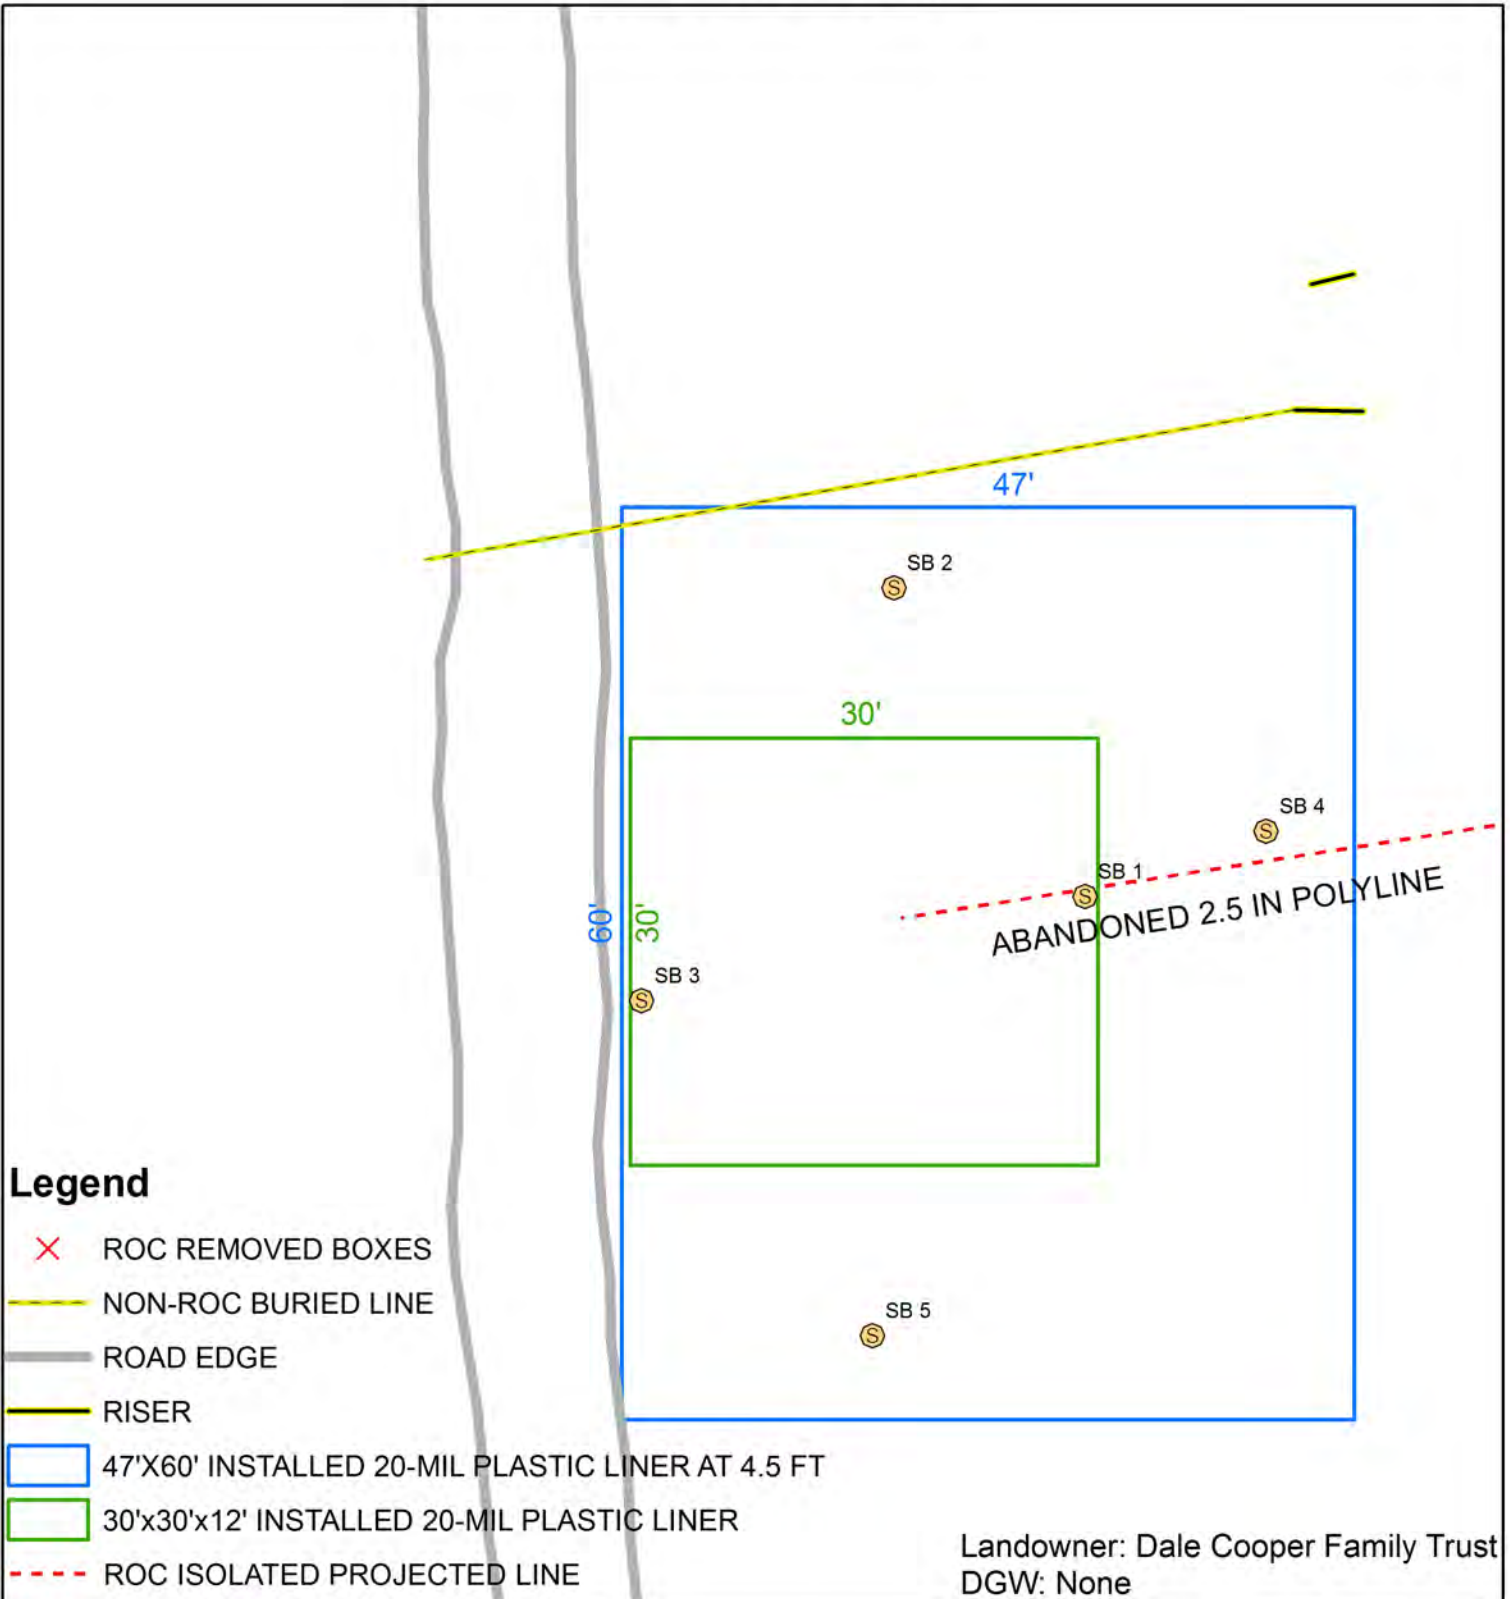 47'
SB 2
S
30'
SB 4
S
SB 1
S
ABANDONED 2.5 IN POLYLINE
60'
30'
SB 3
S
SB 5
S
Legend
ROC REMOVED BOXES
NON-ROC BURIED LINE
ROAD EDGE
RISER
47'X60' INSTALLED 20-MIL PLASTIC LINER AT 4.5 FT
30'x30'x12' INSTALLED 20-MIL PLASTIC LINER
ROC ISOLATED PROJECTED LINE
Landowner: Dale Cooper Family Trust
DGW: None